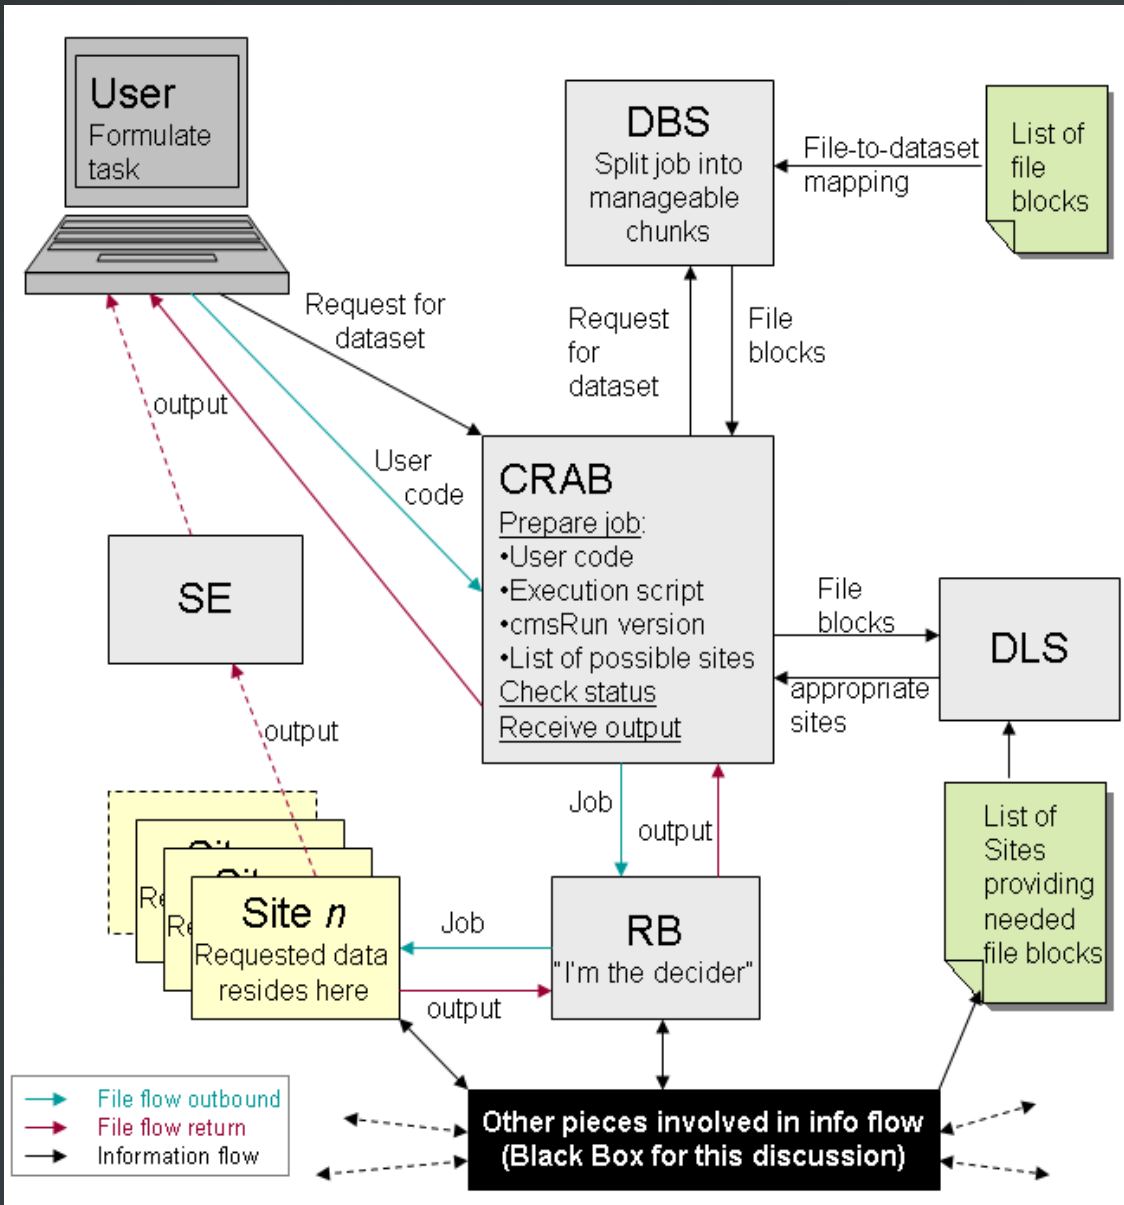 User
Formulate
task
DBS
Split job into
manageable
chunks
File-to-dataset
mapping
List of
file
blocks
Request for
dataset
Request
for
dataset
File
blocks
output
User
code
CRAB
Prepare job:
•User code
•Execution script
•cmsRun version
•List of possible sites
Check status
Receive output
SE
File
blocks
DLS
appropriate
sites
output
Job
output
List of
Sites
providing
needed
file blocks
Re
Re
Site n
Requested data
resides here
Job
output
RB
"I'm the decider"
File flow outbound
File flow return
Information flow
Other pieces involved in info flow
(Black Box for this discussion)